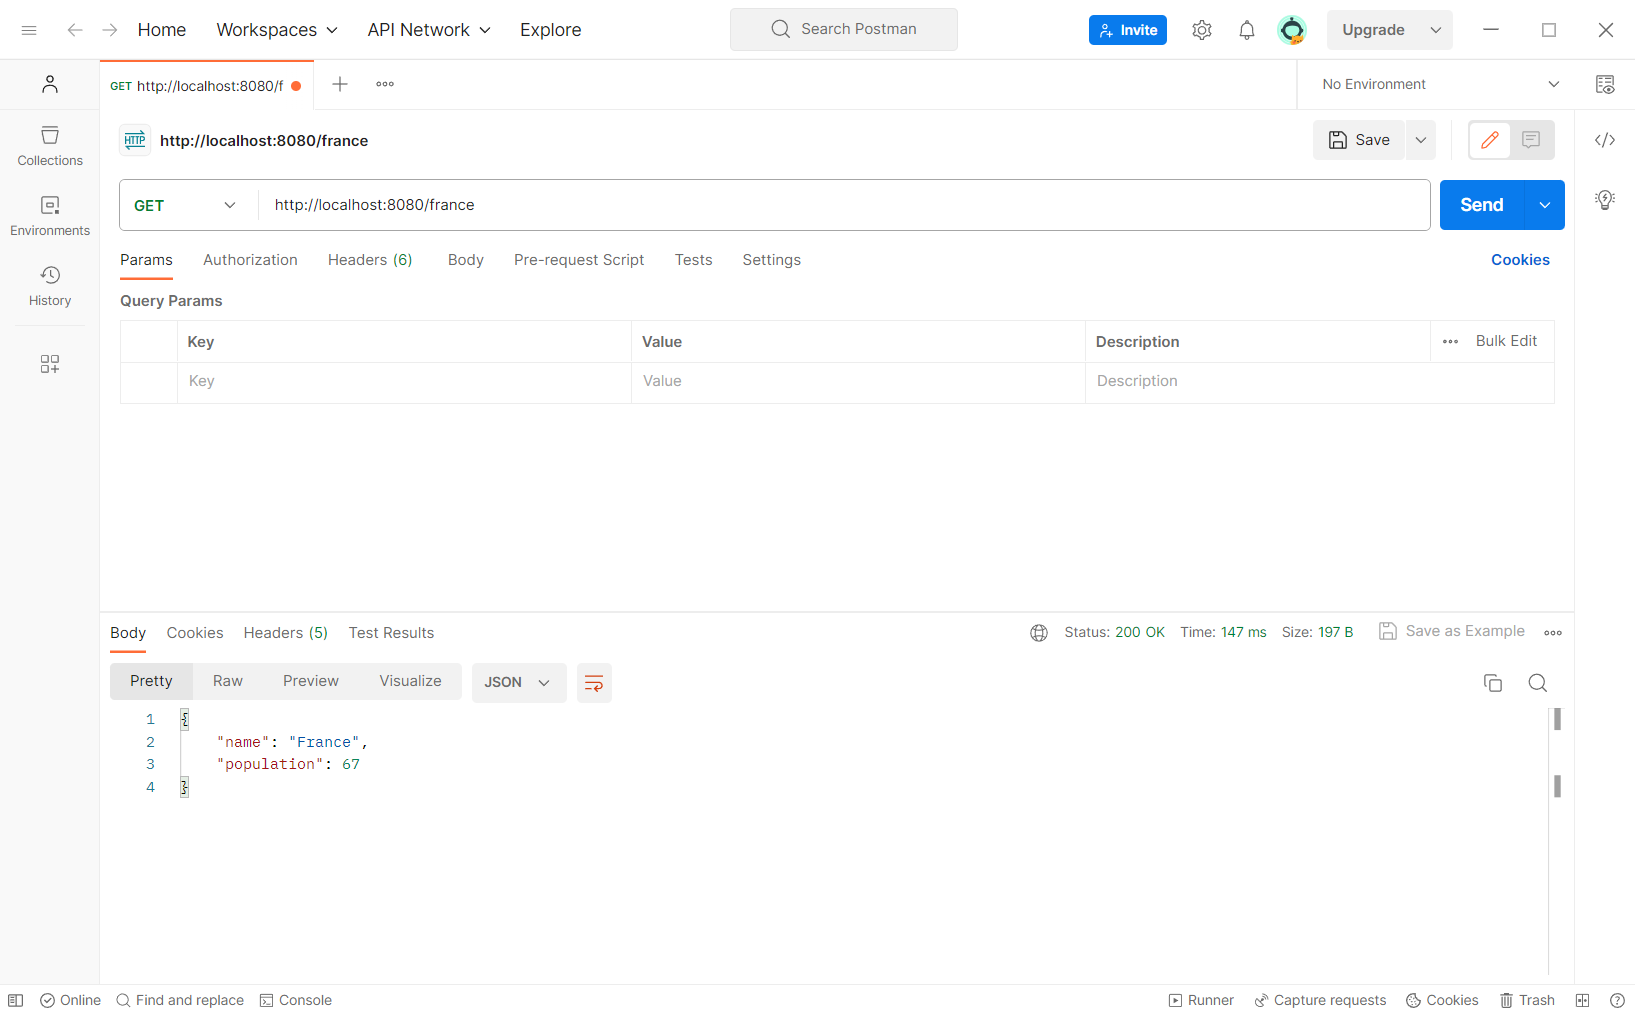 Home Workspaces API Network Explore Search Postman Invite Upgrade
GET http://localhost:8080/f No Environment
HTTP http://localhost:8080/france Save
Collections
Environments
History
GET http://localhost:8080/france Send
Params Authorization Headers (6) Body Pre-request Script Tests Settings Cookies
Query Params
Key Value Description Bulk Edit
Key Value Description
Body Cookies Headers (5) Test Results Status: 200 OK Time: 147 ms Size: 197 B Save as Example
Pretty Raw Preview Visualize JSON
1 {
2 "name": "France",
3 "population": 67
4 }
Online Find and replace Console Runner Capture requests Cookies Trash